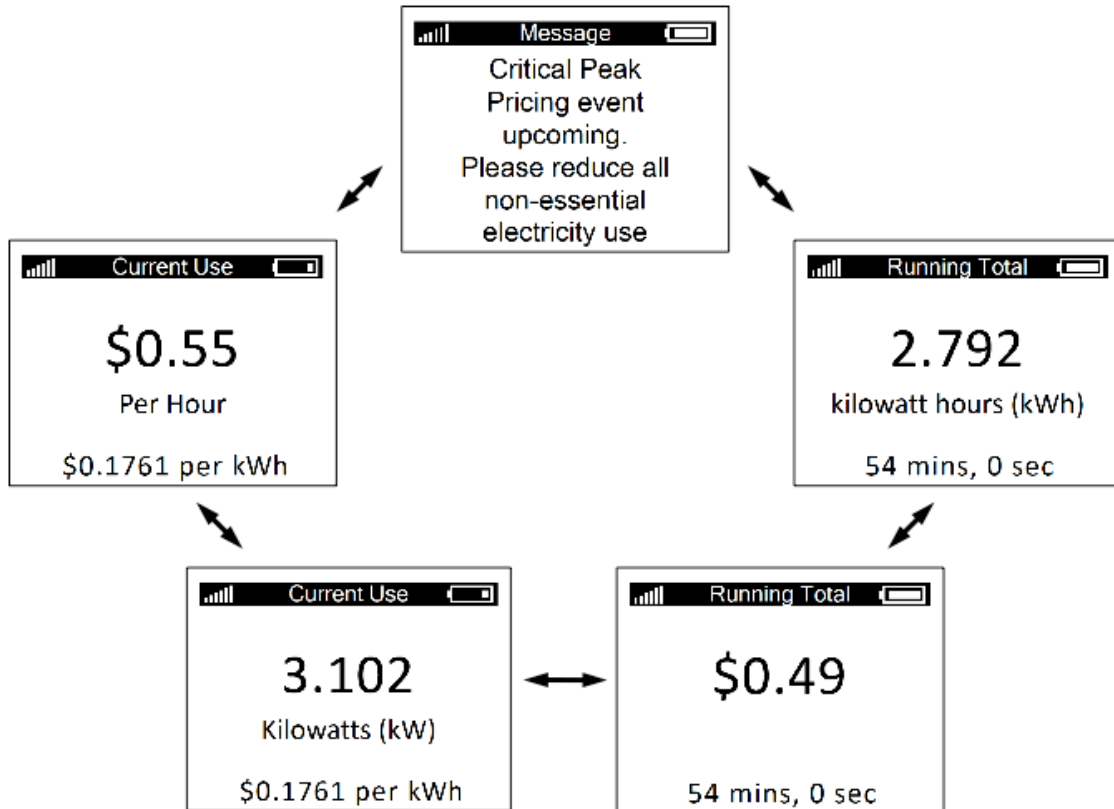 Message
Critical Peak
Pricing event
upcoming.
Please reduce all
non-essential
electricity use
Current Use
$0.55
Per Hour
$0.1761 per kWh
Running Total
2.792
kilowatt hours (kWh)
54 mins, 0 sec
Current Use
3.102
Kilowatts (kW)
$0.1761 per kWh
Running Total
$0.49
54 mins, 0 sec